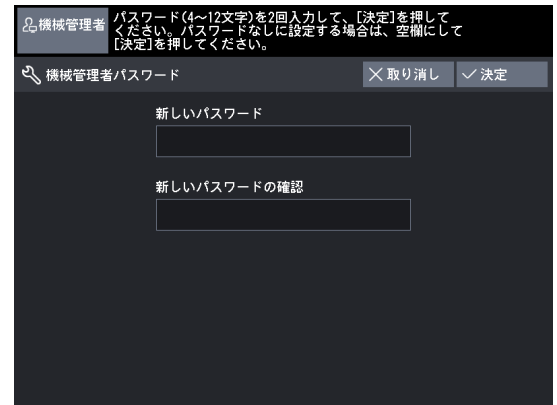 機械管理者
パスワード(4～12文字)を2回入力して、[決定]を押して
ください。パスワードなしに設定する場合は、空欄にして
[決定]を押してください。
機械管理者パスワード
取り消し
決定
新しいパスワード
新しいパスワードの確認